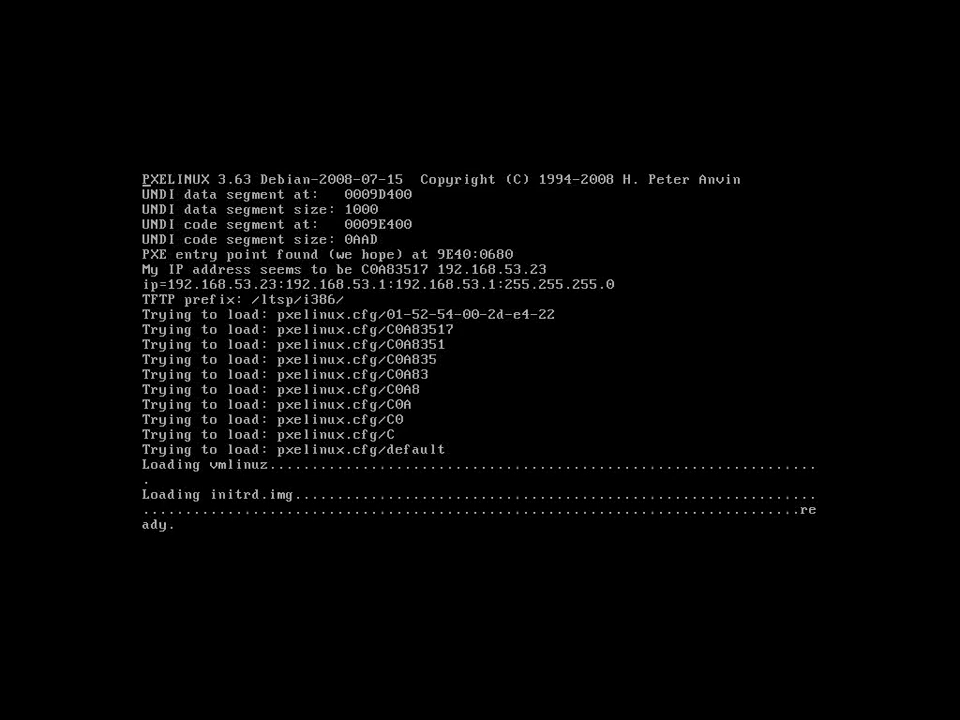 PXELINUX 3.63 Debian-2008-07-15  Copyright (C) 1994-2008 H. Peter Anvin
UNDI data segment at:   0009D400
UNDI data segment size: 1000
UNDI code segment at:   0009E400
UNDI code segment size: 0AAD
PXE entry point found (we hope) at 9E40:0680
My IP address seems to be C0A83517 192.168.53.23
ip=192.168.53.23:192.168.53.1:192.168.53.1:255.255.255.0
TFTP prefix: /ltsp/i386/
Trying to load: pxelinux.cfg/01-52-54-00-2d-e4-22
Trying to load: pxelinux.cfg/C0A83517
Trying to load: pxelinux.cfg/C0A8351
Trying to load: pxelinux.cfg/C0A835
Trying to load: pxelinux.cfg/C0A83
Trying to load: pxelinux.cfg/C0A8
Trying to load: pxelinux.cfg/C0A
Trying to load: pxelinux.cfg/C0
Trying to load: pxelinux.cfg/C
Trying to load: pxelinux.cfg/default
Loading vmlinuz.................................................................
.
Loading initrd.img..............................................................
..............................................................................re
ady.